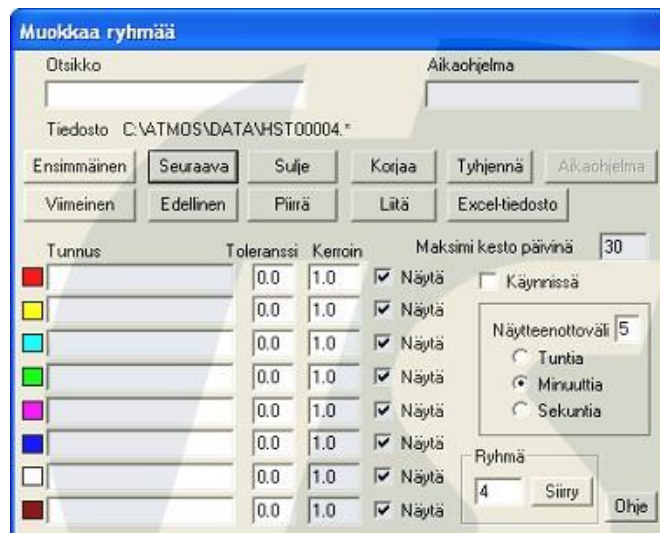 Muokkaa ryhmää
Otsikko Aikaohjelma
Tiedosto C:\ATMOS\DATA\HST00004.*
Ensimmäinen Seuraava Sulje Korjaa Tyhjennä Aikaohjelma
Viimeinen Edellinen Piirrä Liitä Excel-tiedosto
Tunnus Toleranssi Kerroin Maksimi kesto päivinä 30
0.0 1.0 Näytä Käynnissä
0.0 1.0 Näytä Näytteenottoväli 5
0.0 1.0 Näytä Tuntia
0.0 1.0 Näytä Minuuttia
0.0 1.0 Näytä Sekuntia
0.0 1.0 Näytä Ryhmä
0.0 1.0 Näytä 4 Siirry
0.0 1.0 Näytä Ohje